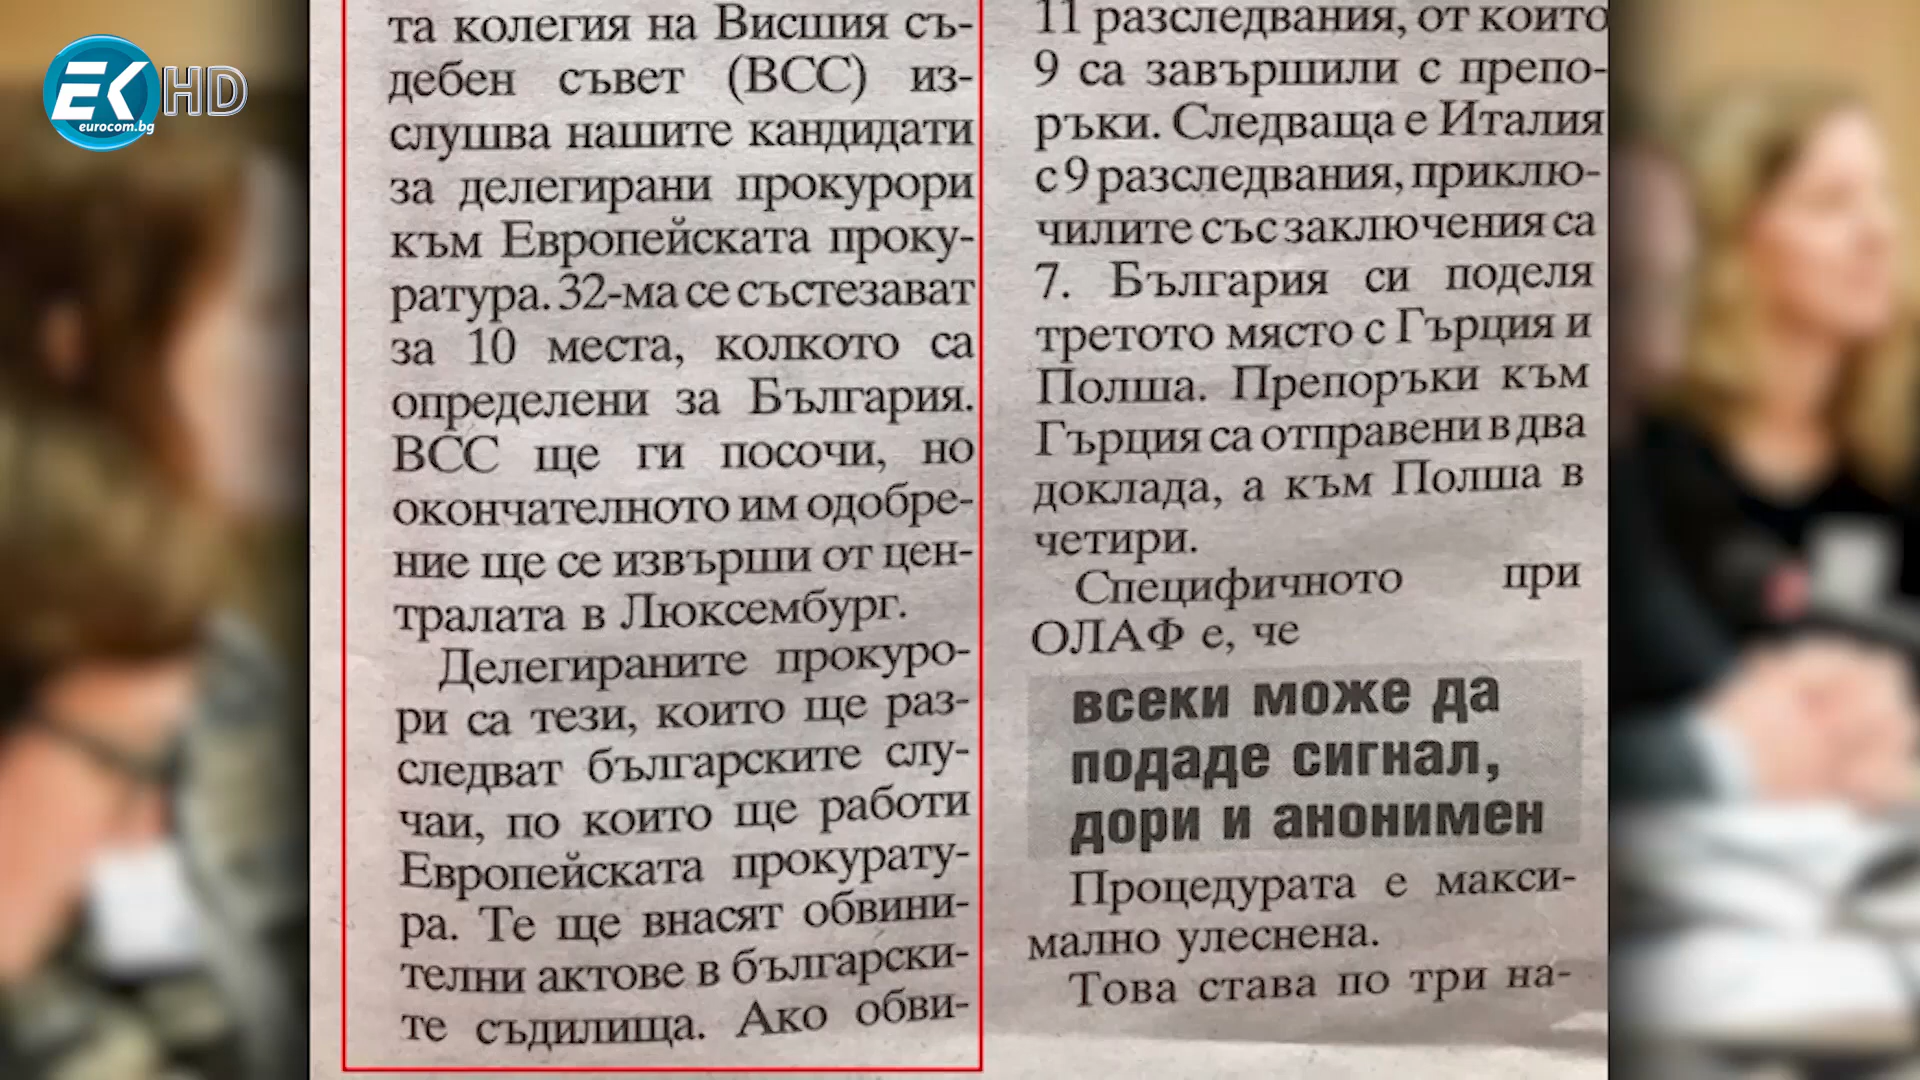 EK HD
eurocom.bg
та колегия на Висшия съ-
дебен съвет (ВСС) из-
слушва нашите кандидати
за делегирани прокурори
към Европейската проку-
ратура. 32-ма се състезават
за 10 места, колкото са
определени за България.
ВСС ще ги посочи, но
окончателното им одобре-
ние ще се извърши от цен-
тралата в Люксембург.
Делегираните прокуро-
ри са тези, които ще раз-
следват българските слу-
чаи, по които ще работи
Европейската прокурату-
ра. Те ще внасят обвини-
телни актове в български-
те съдилища. Ако обви-
11 разследвания, от които
9 са завършили с препо-
ръки. Следваща е Италия
с 9 разследвания, приклю-
чилите със заключения са
7. България си поделя
третото място с Гърция и
Полша. Препоръки към
Гърция са отправени в два
доклада, а към Полша в
четири.
Специфичното при
ОЛАФ е, че
всеки може да
подаде сигнал,
дори и анонимен
Процедурата е макси-
мално улеснена.
Това става по три на-